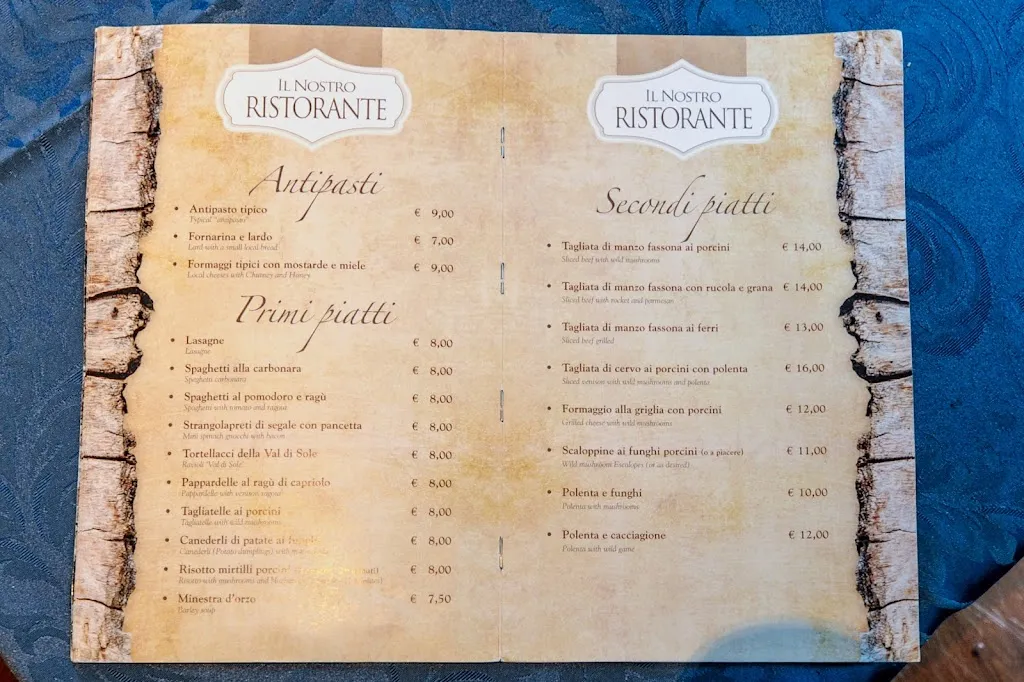 IL NOSTRO
RISTORANTE
Antipasti
• Antipasto tipico € 9,00
Typical "antipasto"
• Fornarina e lardo € 7,00
Lard with a small local bread
• Formaggi tipici con mostarde e miele € 9,00
Local cheeses with Chutney and Honey
Primi piatti
• Lasagne € 8,00
Lasagne
• Spaghetti alla carbonara € 8,00
Spaghetti carbonara
• Spaghetti al pomodoro e ragù € 8,00
Spaghetti with tomato and ragout
• Strangolapreti di segale con pancetta € 8,00
spinach gnocchi with bacon
• Tortellacci della Val di Sole € 8,00
Ravioli "Val di Sole"
• Pappardelle al ragù di capriolo € 8,00
Pappardelle with venison ragout
• Tagliatelle ai porcini € 8,00
Tagliatelle with wild mushrooms
• Canederli di patate ai € 8,00
Canederli (Potato dumplings) with
• Risotto mirtilli porcini € 8,00
Risotto with mushrooms and
• Minestra d'orzo € 7,50
Barley soup
IL NOSTRO
RISTORANTE
Secondi piatti
• Tagliata di manzo fassona ai porcini € 14,00
Sliced beef with wild mushrooms
• Tagliata di manzo fassona con rucola e grana € 14,00
Sliced beef with rocket and parmesan
• Tagliata di manzo fassona ai ferri € 13,00
Sliced beef grilled
• Tagliata di cervo ai porcini con polenta € 16,00
Sliced venison with wild mushrooms and polenta
• Formaggio alla griglia con porcini € 12,00
Grilled cheese with wild mushrooms
• Scaloppine ai funghi porcini (o a piacere) € 11,00
Wild mushroom Escalopes (or as desired)
• Polenta e funghi € 10,00
Polenta with mushrooms
• Polenta e cacciagione € 12,00
Polenta with wild game